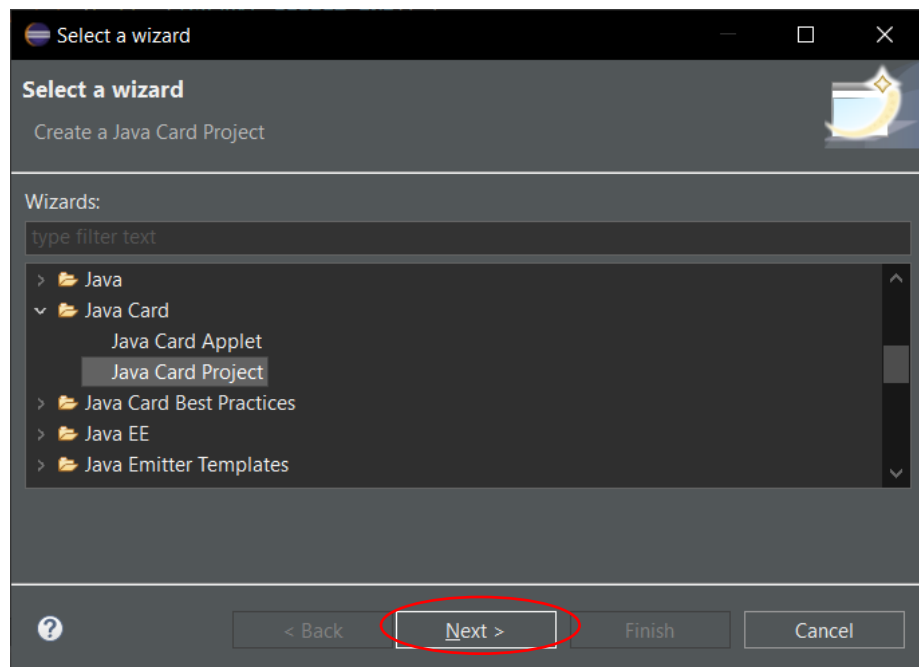 Select a wizard
Select a wizard
Create a Java Card Project
Wizards:
type filter text
Java
Java Card
Java Card Applet
Java Card Project
Java Card Best Practices
Java EE
Java Emitter Templates
< Back Next > Finish Cancel